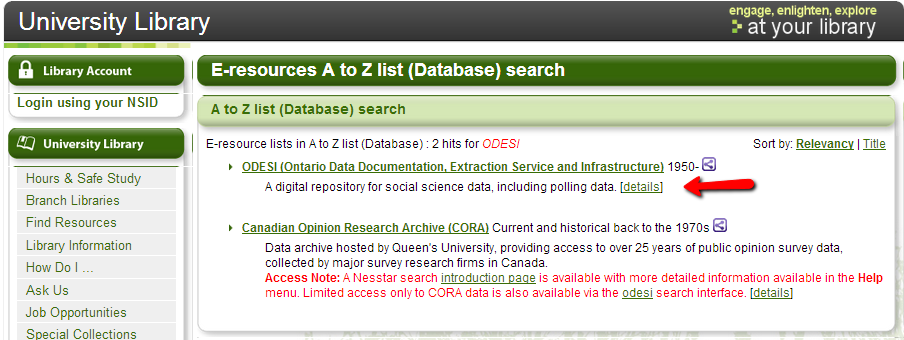 University Library
engage, enlighten, explore
at your library
Library Account
Login using your NSID
University Library
Hours & Safe Study
Branch Libraries
Find Resources
Library Information
How Do I ...
Ask Us
Job Opportunities
Special Collections
E-resources A to Z list (Database) search
A to Z list (Database) search
E-resource lists in A to Z list (Database) : 2 hits for ODESI
Sort by: Relevancy | Title
ODESI (Ontario Data Documentation, Extraction Service and Infrastructure) 1950-
A digital repository for social science data, including polling data. [details]
Canadian Opinion Research Archive (CORA) Current and historical back to the 1970s
Data archive hosted by Queen's University, providing access to over 25 years of public opinion survey data,
collected by major survey research firms in Canada.
Access Note: A Nesstar search introduction page is available with more detailed information available in the Help
menu. Limited access only to CORA data is also available via the odesi search interface. [details]